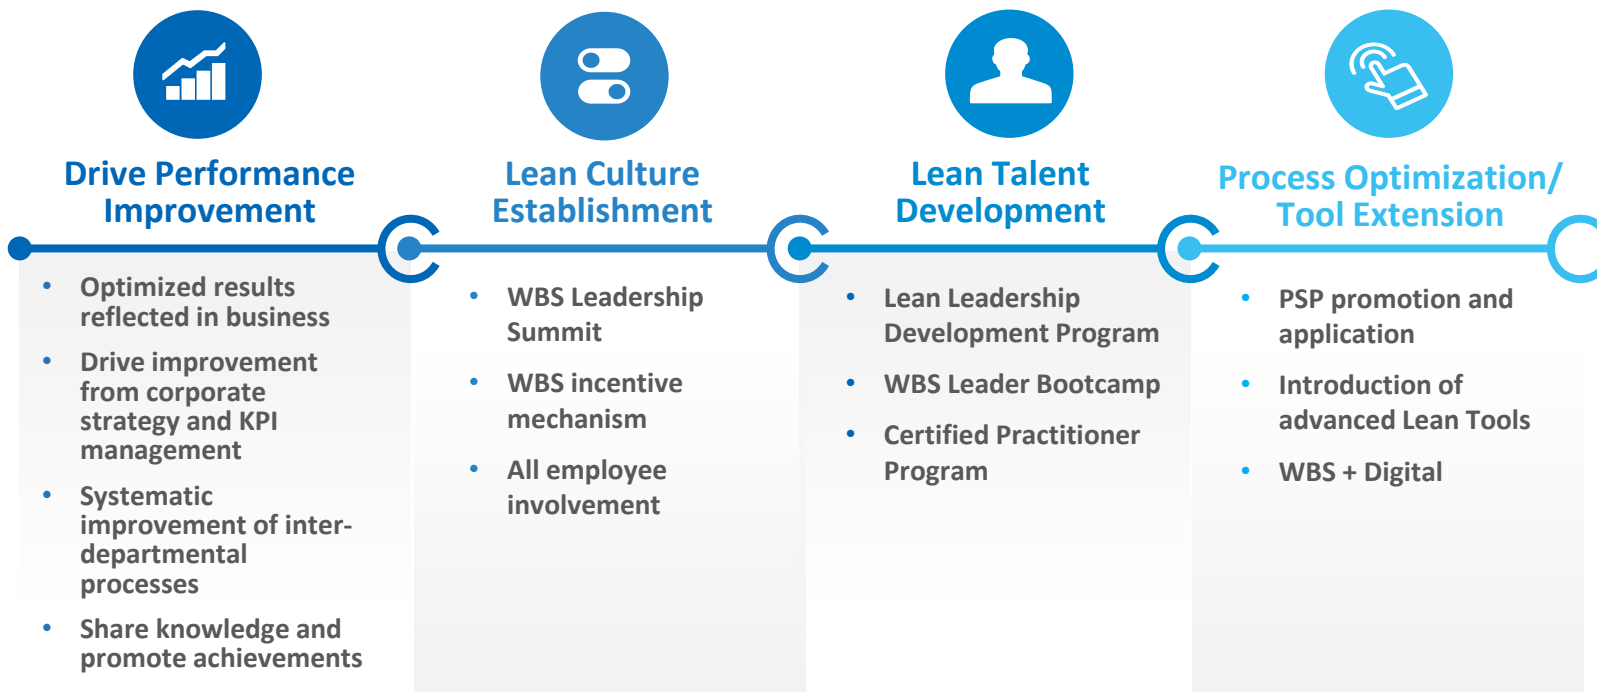 Drive Performance
Improvement
Optimized results
reflected in business
Drive improvement
from corporate
strategy and KPI
management
Systematic
improvement of inter-
departmental
processes
Share knowledge and
promote achievements
Lean Culture
Establishment
WBS Leadership
Summit
WBS incentive
mechanism
All employee
involvement
Lean Talent
Development
Lean Leadership
Development Program
WBS Leader Bootcamp
Certified Practitioner
Program
Process Optimization/
Tool Extension
PSP promotion and
application
Introduction of
advanced Lean Tools
WBS + Digital